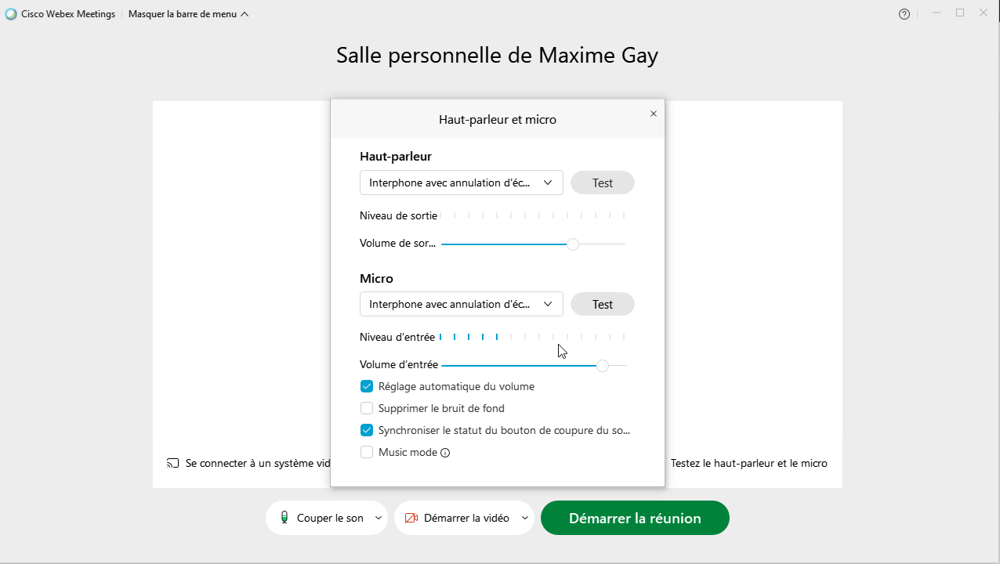 Cisco Webex Meetings
Masquer la barre de menu
Salle personnelle de Maxime Gay
Haut-parleur et micro
Haut-parleur
Interphone avec annulation d'éc...
Test
Niveau de sortie
Volume de sor...
Micro
Interphone avec annulation d'éc...
Test
Niveau d'entrée
Volume d'entrée
Réglage automatique du volume
Supprimer le bruit de fond
Synchroniser le statut du bouton de coupure du so...
Music mode
Se connecter à un système vid
Testez le haut-parleur et le micro
Couper le son
Démarrer la vidéo
Démarrer la réunion